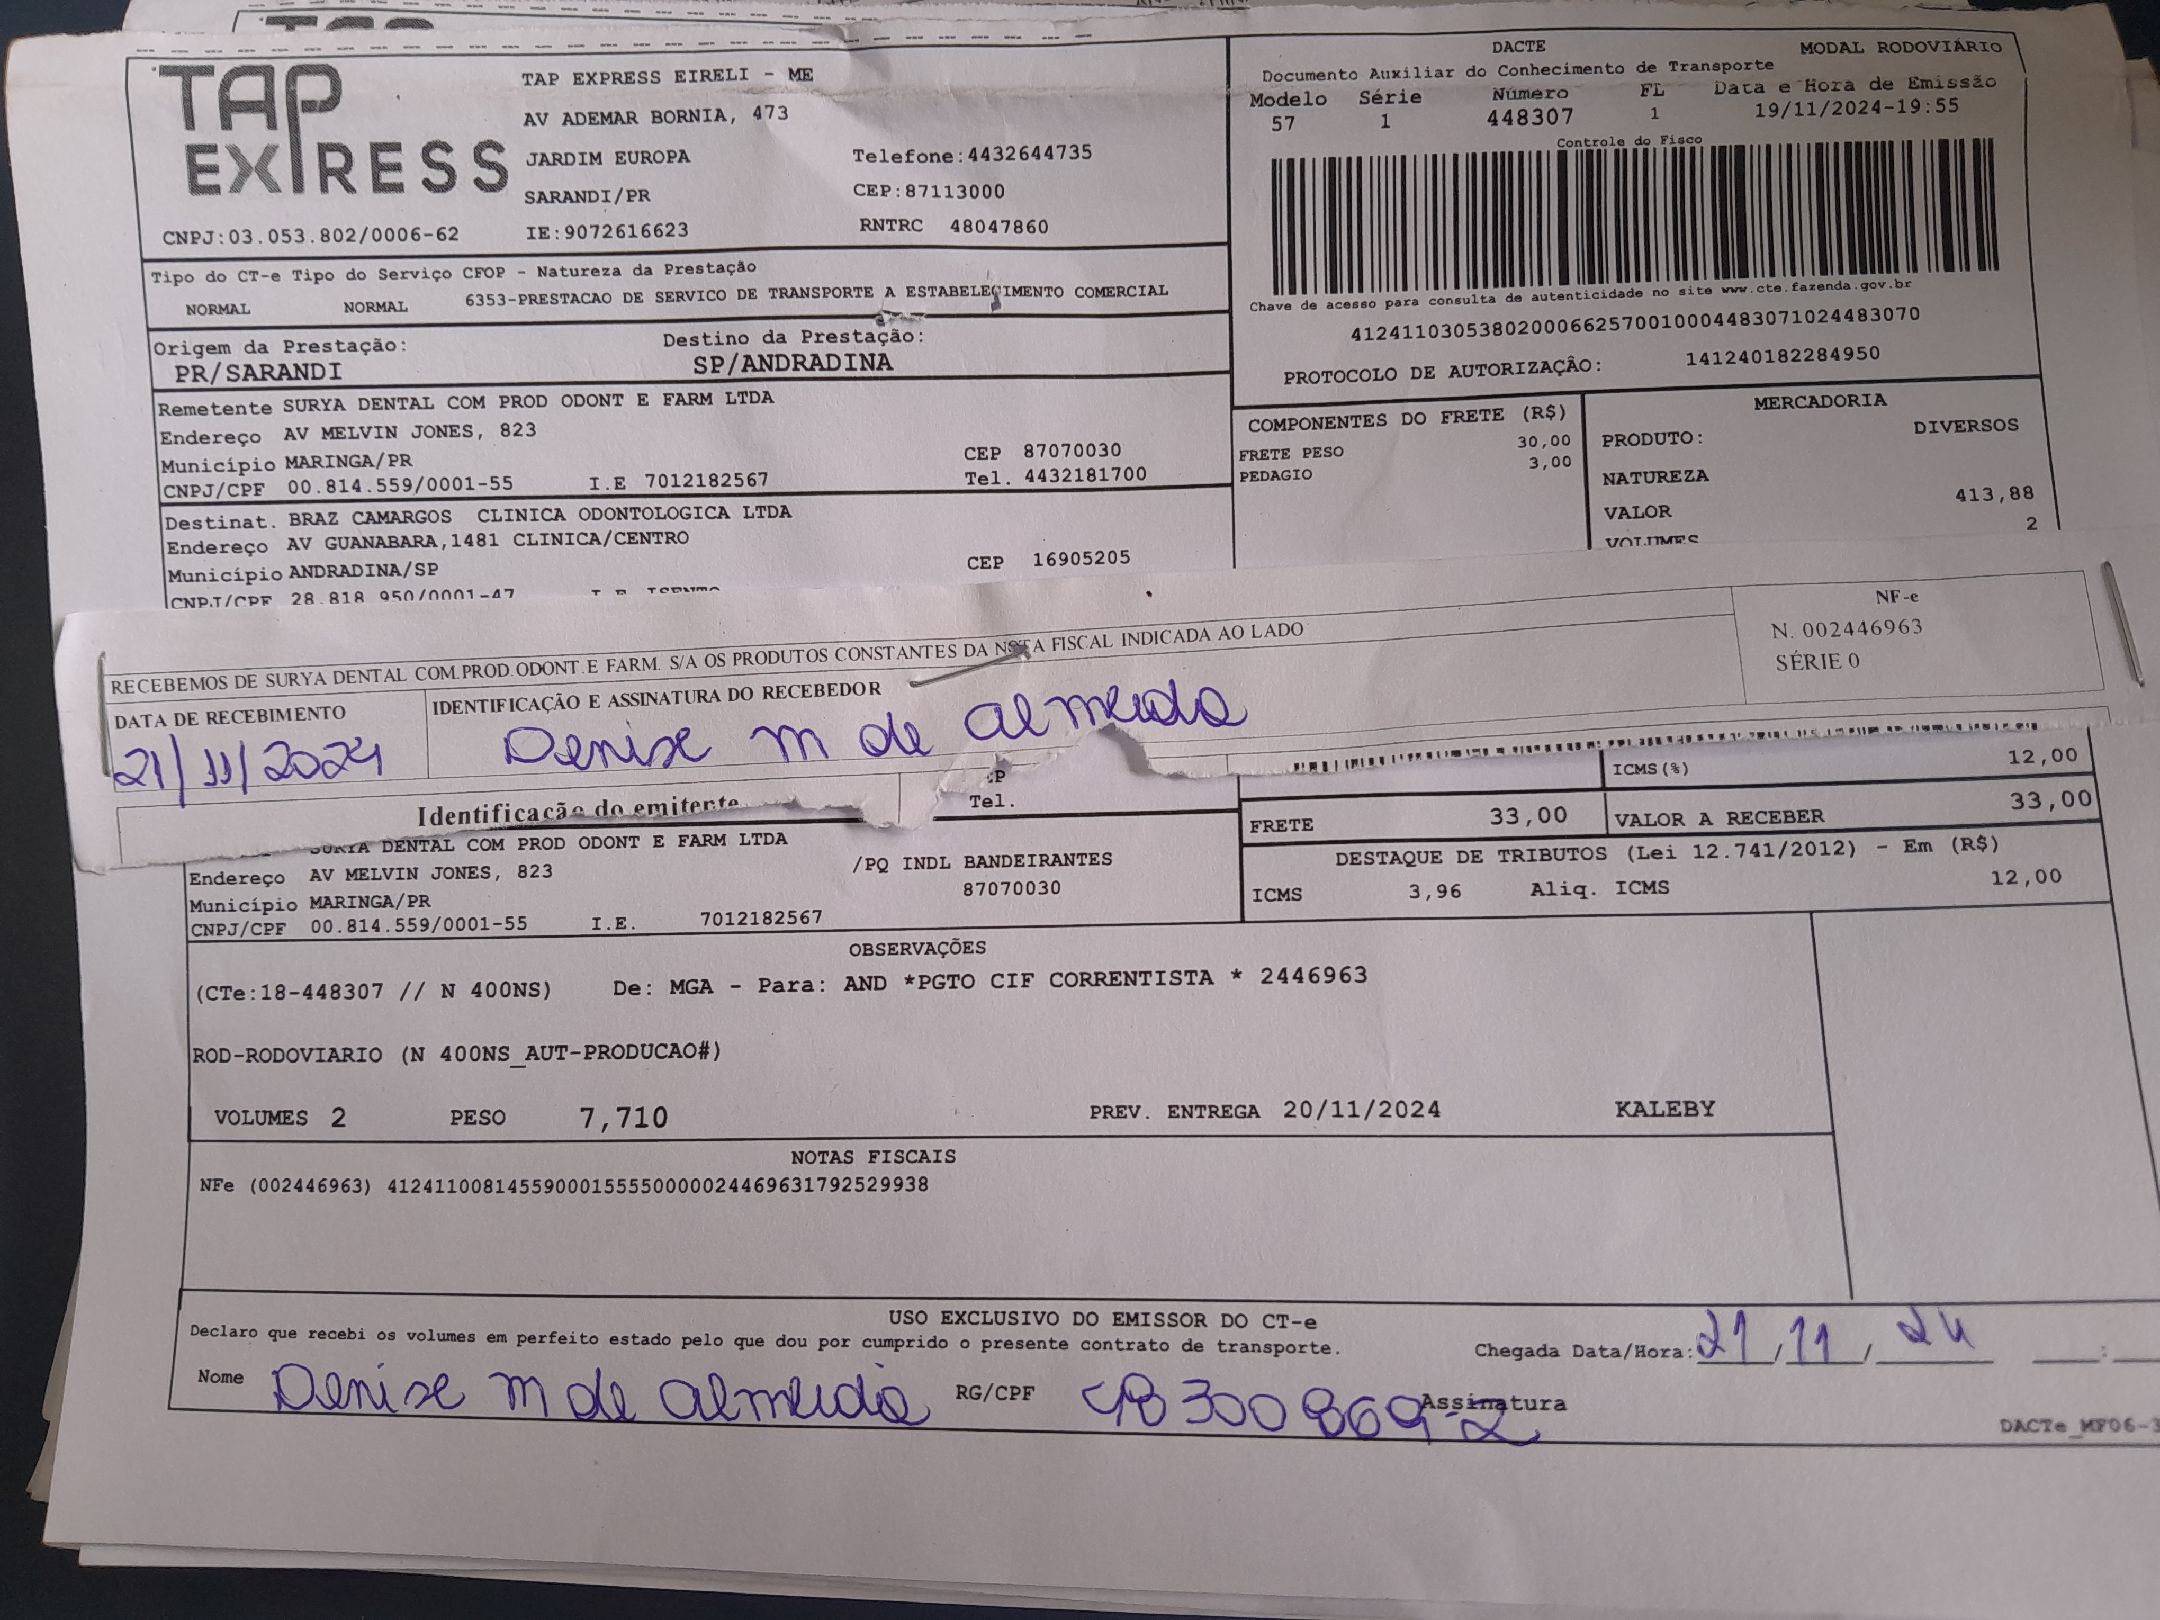 TAP EXPRESS
TAP EXPRESS EIRELI - ME
AV ADEMAR BORNIA, 473
JARDIM EUROPA Telefone:4432644735
SARANDI/PR CEP:87113000
CNPJ:03.053.802/0006-62 IE:9072616623 RNTRC 48047860
DACTE MODAL RODOVIÁRIO
Documento Auxiliar do Conhecimento de Transporte
Modelo Série Número FL Data e Hora de Emissão
57 1 448307 1 19/11/2024-19:55
Controle do Fisco
Chave de acesso para consulta de autenticidade no site www.cte.fazenda.gov.br
41241103053802000662570010004483071024483070
PROTOCOLO DE AUTORIZAÇÂO: 141240182284950
Tipo do CT-e Tipo do Serviço CFOP - Natureza da Prestação
NORMAL NORMAL 6353-PRESTACAO DE SERVICO DE TRANSPORTE A ESTABELECIMENTO COMERCIAL
Origem da Prestação: Destino da Prestação:
PR/SARANDI SP/ANDRADINA
Remetente SURYA DENTAL COM PROD ODONT E FARM LTDA
Endereço AV MELVIN JONES, 823
Município MARINGA/PR CEP 87070030
CNPJ/CPF 00.814.559/0001-55 I.E 7012182567 Tel. 4432181700
Destinat. BRAZ CAMARGOS CLINICA ODONTOLOGICA LTDA
Endereço AV GUANABARA,1481 CLINICA/CENTRO
Município ANDRADINA/SP CEP 16905205
CNPJ/CPF 28.818.950/0001-47 I.E ISENTO
COMPONENTES DO FRETE (R$)
FRETE PESO 30,00
PEDAGIO 3,00
MERCADORIA
PRODUTO: DIVERSOS
NATUREZA
VALOR 413,88
VOLUMES 2
RECEBEMOS DE SURYA DENTAL COM.PROD.ODONT.E FARM. S/A OS PRODUTOS CONSTANTES DA NOTA FISCAL INDICADA AO LADO
NF-e
N. 002446963
SÉRIE 0
DATA DE RECEBIMENTO IDENTIFICAÇÃO E ASSINATURA DO RECEBEDOR
21/11/2024 Denise m de almeida
Identificação do emitente
Tel.
ICMS(%) 12,00
FRETE 33,00 VALOR A RECEBER 33,00
SURYA DENTAL COM PROD ODONT E FARM LTDA
Endereço AV MELVIN JONES, 823 /PQ INDL BANDEIRANTES
Município MARINGA/PR 87070030
CNPJ/CPF 00.814.559/0001-55 I.E. 7012182567
DESTAQUE DE TRIBUTOS (Lei 12.741/2012) - Em (R$)
ICMS 3,96 Aliq. ICMS 12,00
OBSERVAÇÕES
(CTe:18-448307 // N 400NS) De: MGA - Para: AND *PGTO CIF CORRENTISTA * 2446963
ROD-RODOVIARIO (N 400NS_AUT-PRODUCAO#)
VOLUMES 2 PESO 7,710 PREV. ENTREGA 20/11/2024 KALEBY
NOTAS FISCAIS
NFe (002446963) 41241100814559000155550000024469631792529938
USO EXCLUSIVO DO EMISSOR DO CT-e
Declaro que recebi os volumes em perfeito estado pelo que dou por cumprido o presente contrato de transporte.
Chegada Data/Hora: 21/11/24 :
Nome Denise m de almeida RG/CPF 48300869-2 Assinatura
DACTe_MF06-3